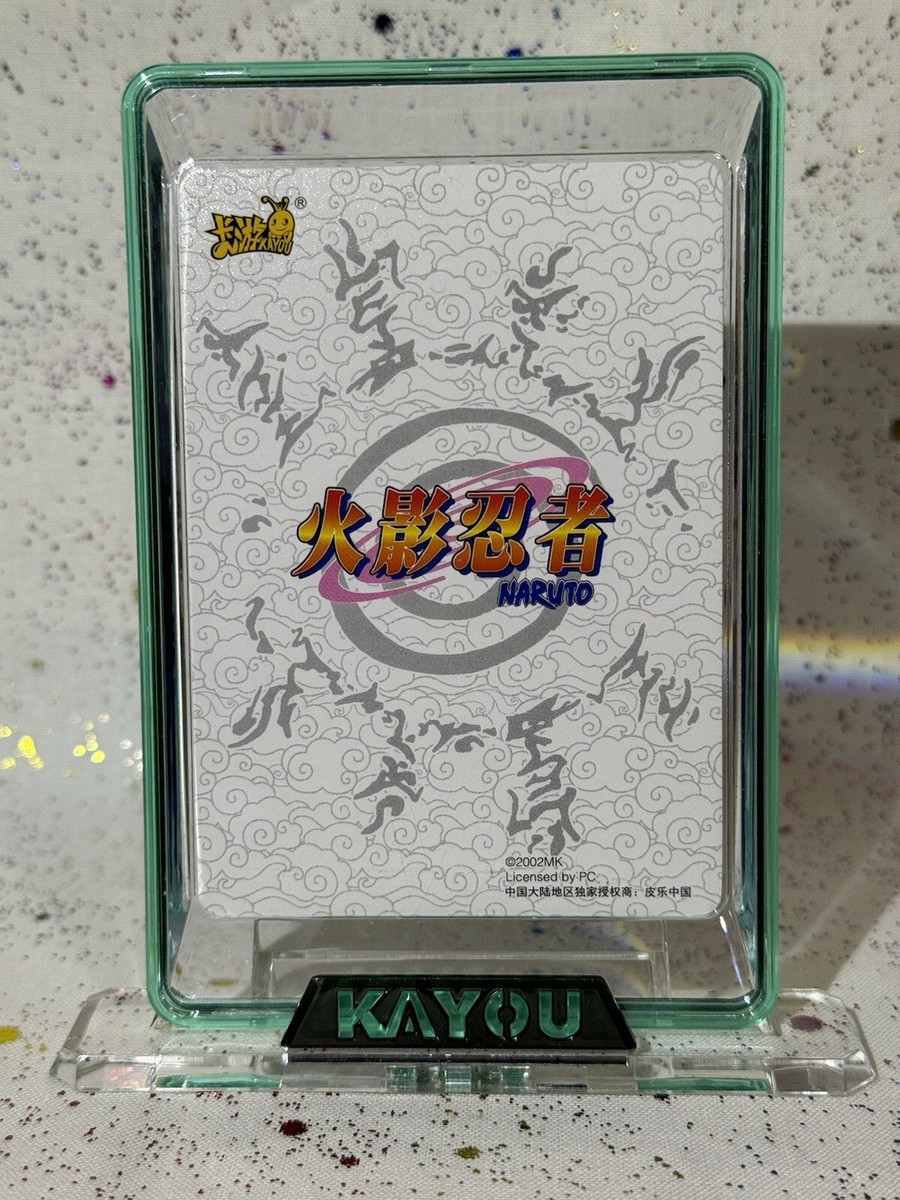 卡游KAYOU®
火影忍者
NARUTO
©2002MK
Licensed by PC
中国大陆地区独家授权商：皮乐中国
KAYOU